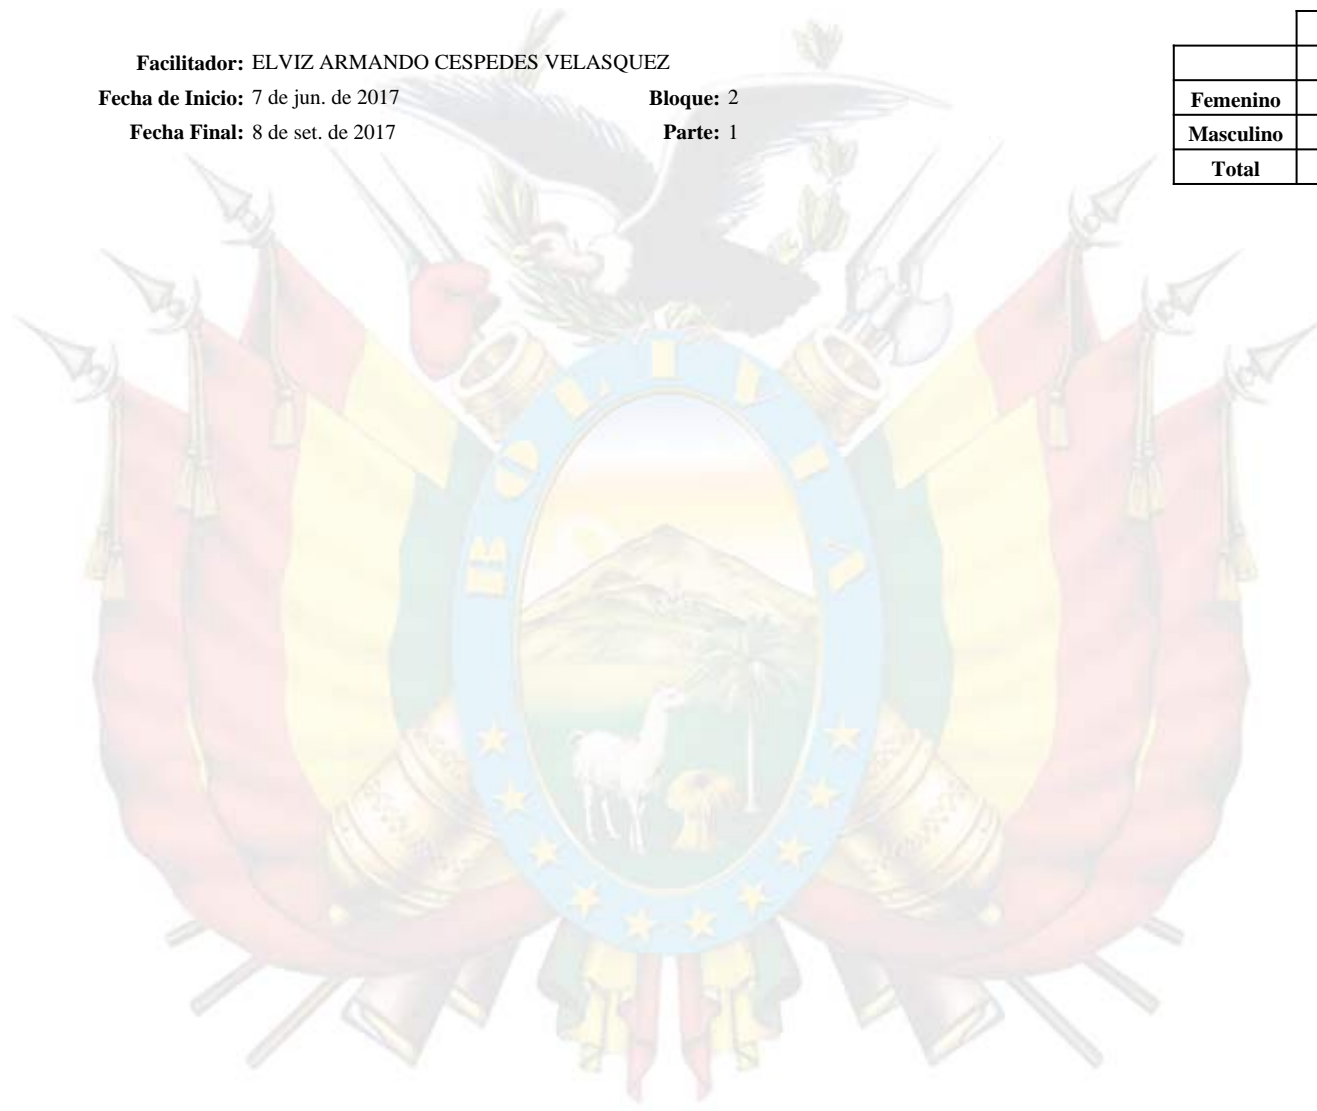 Facilitador: ELVIZ ARMANDO CESPEDES VELASQUEZ
Fecha de Inicio: 7 de jun. de 2017 Bloque: 2
Fecha Final: 8 de set. de 2017 Parte: 1
Femenino
Masculino
Total
BOLIVIA